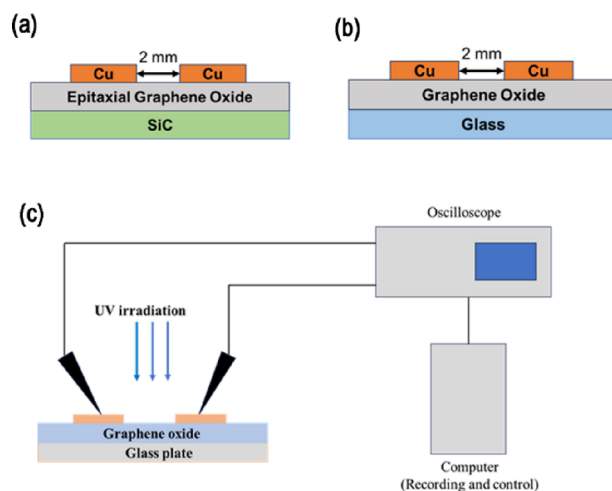 (a)
2 mm
Cu
Cu
Epitaxial Graphene Oxide
SiC
(b)
2 mm
Cu
Cu
Graphene Oxide
Glass
(c)
Oscilloscope
UV irradiation
Graphene oxide
Glass plate
Computer
(Recording and control)